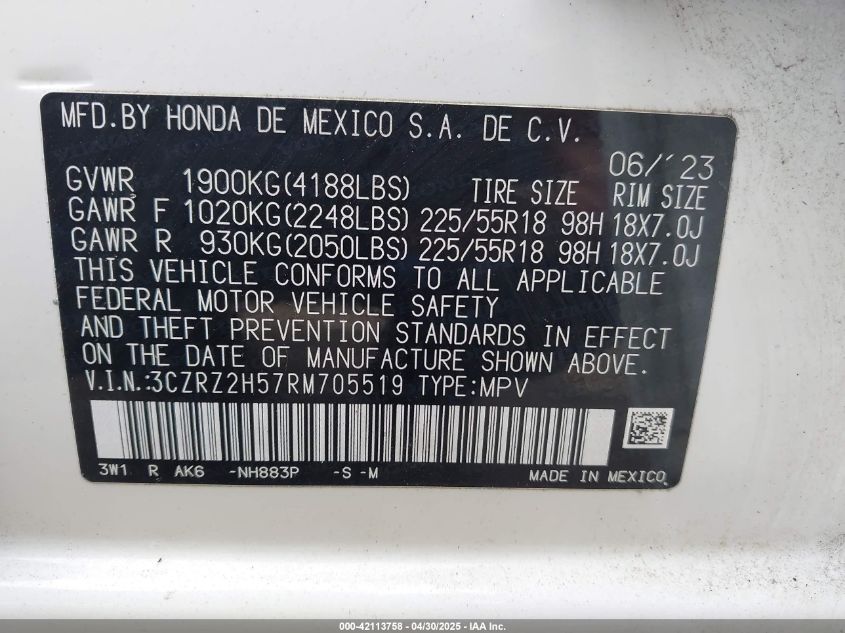 MFD.BY HONDA DE MEXICO S.A. DE C.V.
06/'23
GVWR 1900KG(4188LBS) TIRE SIZE RIM SIZE
GAWR F 1020KG(2248LBS) 225/55R18 98H 18X7.0J
GAWR R 930KG(2050LBS) 225/55R18 98H 18X7.0J
THIS VEHICLE CONFORMS TO ALL APPLICABLE
FEDERAL MOTOR VEHICLE SAFETY
AND THEFT PREVENTION STANDARDS IN EFFECT
ON THE DATE OF MANUFACTURE SHOWN ABOVE.
V.I.N.:3CZRZ2H57RM705519 TYPE:MPV
3W1 R AK6 -NH883P -S -M MADE IN MEXICO
000-42113758 - 04/30/2025 - IAA Inc.